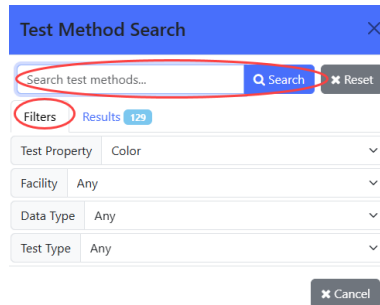 Test Method Search
Search test methods... Search Reset
Filters Results 129
Test Property Color
Facility Any
Data Type Any
Test Type Any
Cancel